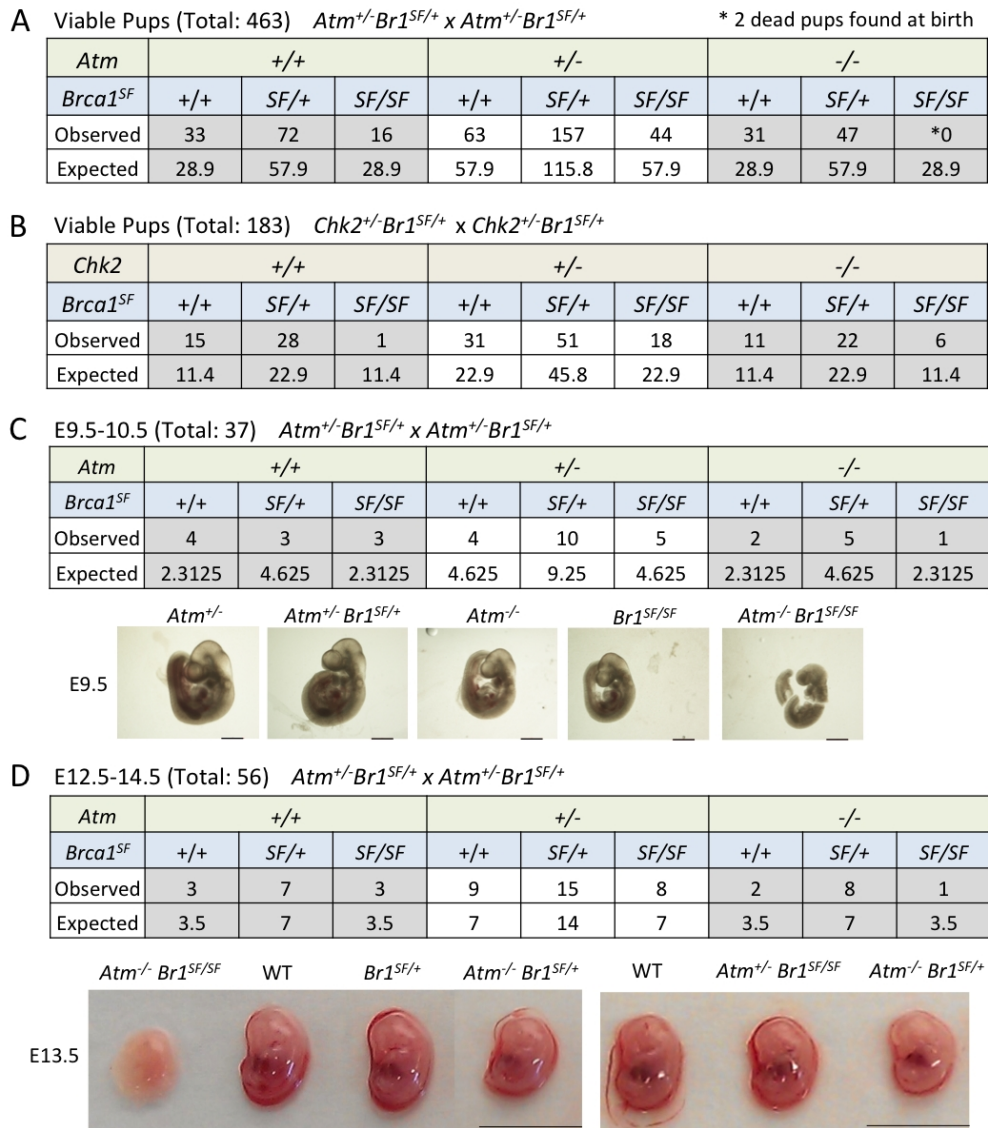 A Viable Pups (Total: 463) Atm+/-Br1SF/+ x Atm+/-Br1SF/+ * 2 dead pups found at birth
Atm +/+ +/- -/-
Brca1SF +/+ SF/+ SF/SF +/+ SF/+ SF/SF +/+ SF/+ SF/SF
Observed 33 72 16 63 157 44 31 47 *0
Expected 28.9 57.9 28.9 57.9 115.8 57.9 28.9 57.9 28.9
B Viable Pups (Total: 183) Chk2+/-Br1SF/+ x Chk2+/-Br1SF/+
Chk2 +/+ +/- -/-
Brca1SF +/+ SF/+ SF/SF +/+ SF/+ SF/SF +/+ SF/+ SF/SF
Observed 15 28 1 31 51 18 11 22 6
Expected 11.4 22.9 11.4 22.9 45.8 22.9 11.4 22.9 11.4
C E9.5-10.5 (Total: 37) Atm+/-Br1SF/+ x Atm+/-Br1SF/+
Atm +/+ +/- -/-
Brca1SF +/+ SF/+ SF/SF +/+ SF/+ SF/SF +/+ SF/+ SF/SF
Observed 4 3 3 4 10 5 2 5 1
Expected 2.3125 4.625 2.3125 4.625 9.25 4.625 2.3125 4.625 2.3125
Atm+/- Atm+/- Br1SF/+ Atm-/- Br1SF/SF Atm-/- Br1SF/SF
E9.5
D E12.5-14.5 (Total: 56) Atm+/-Br1SF/+ x Atm+/-Br1SF/+
Atm +/+ +/- -/-
Brca1SF +/+ SF/+ SF/SF +/+ SF/+ SF/SF +/+ SF/+ SF/SF
Observed 3 7 3 9 15 8 2 8 1
Expected 3.5 7 3.5 7 14 7 3.5 7 3.5
Atm-/- Br1SF/SF WT Br1SF/+ Atm-/- Br1SF/+ WT Atm+/- Br1SF/SF Atm-/- Br1SF/+
E13.5